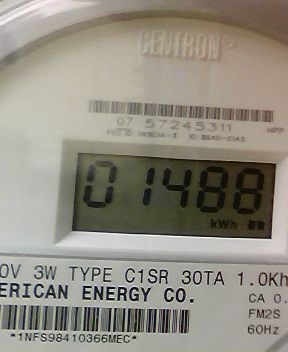 CENTRON®
07 57245311
01488
kWh
0V 3W TYPE C1SR 30TA 1.0Kh
ERICAN ENERGY CO.
CA 0.
FM2S
60Hz
*1NFS98410366MEC*